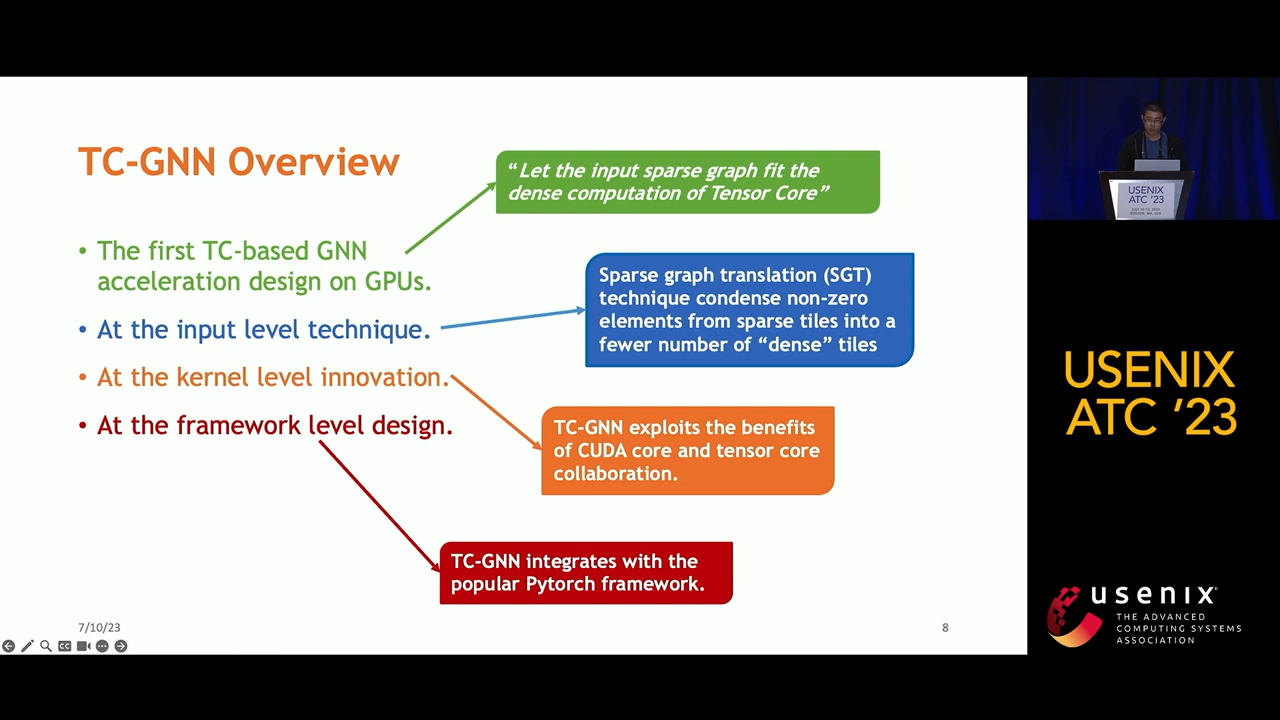 TC-GNN Overview
“Let the input sparse graph fit the
dense computation of Tensor Core”
• The first TC-based GNN
acceleration design on GPUs.
Sparse graph translation (SGT)
technique condense non-zero
elements from sparse tiles into a
fewer number of “dense” tiles
• At the input level technique.
• At the kernel level innovation.
TC-GNN exploits the benefits
of CUDA core and tensor core
collaboration.
• At the framework level design.
TC-GNN integrates with the
popular Pytorch framework.
7/10/23
8
CC
USENIX
ATC ’23
USENIX
ATC ’23
usenix
THE ADVANCED
COMPUTING SYSTEMS
ASSOCIATION